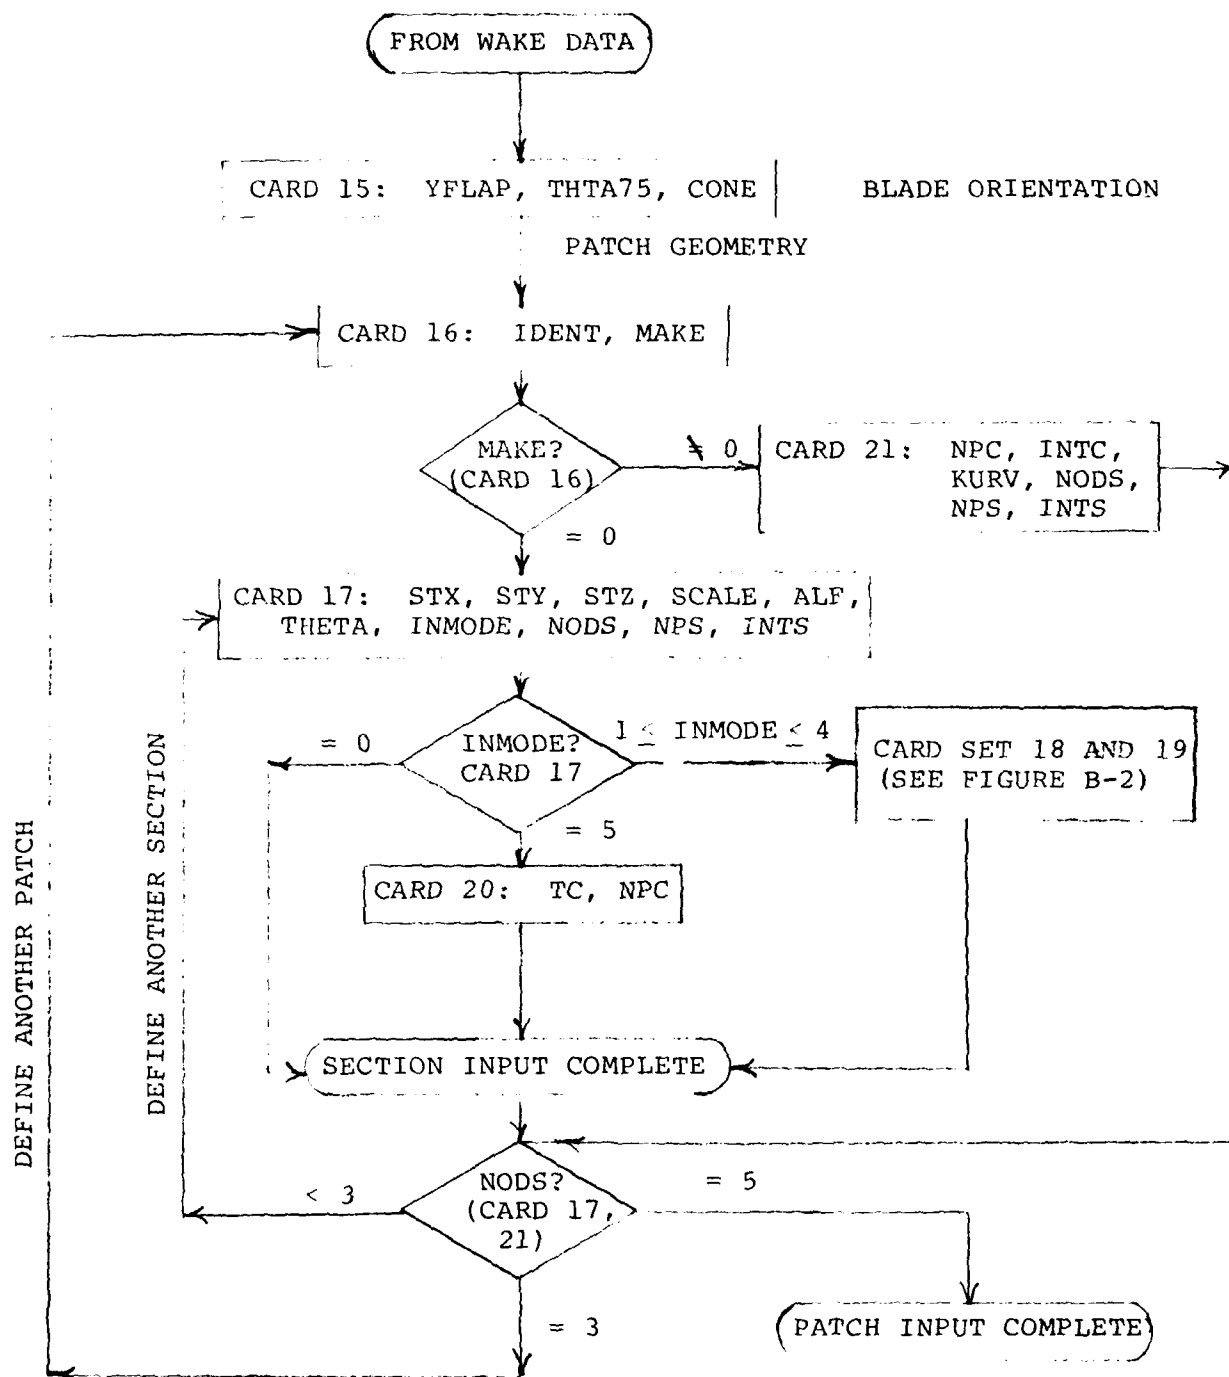 FROM WAKE DATA
CARD 15: YFLAP, THTA75, CONE
BLADE ORIENTATION
PATCH GEOMETRY
CARD 16: IDENT, MAKE
MAKE?
(CARD 16)
≠ 0
= 0
CARD 21: NPC, INTC,
KURV, NODS,
NPS, INTS
CARD 17: STX, STY, STZ, SCALE, ALF,
THETA, INMODE, NODS, NPS, INTS
INMODE?
CARD 17
= 0
1 ≤ INMODE ≤ 4
= 5
CARD SET 18 AND 19
(SEE FIGURE B-2)
CARD 20: TC, NPC
SECTION INPUT COMPLETE
NODS?
(CARD 17,
21)
< 3
= 5
= 3
PATCH INPUT COMPLETE
DEFINE ANOTHER SECTION
DEFINE ANOTHER PATCH